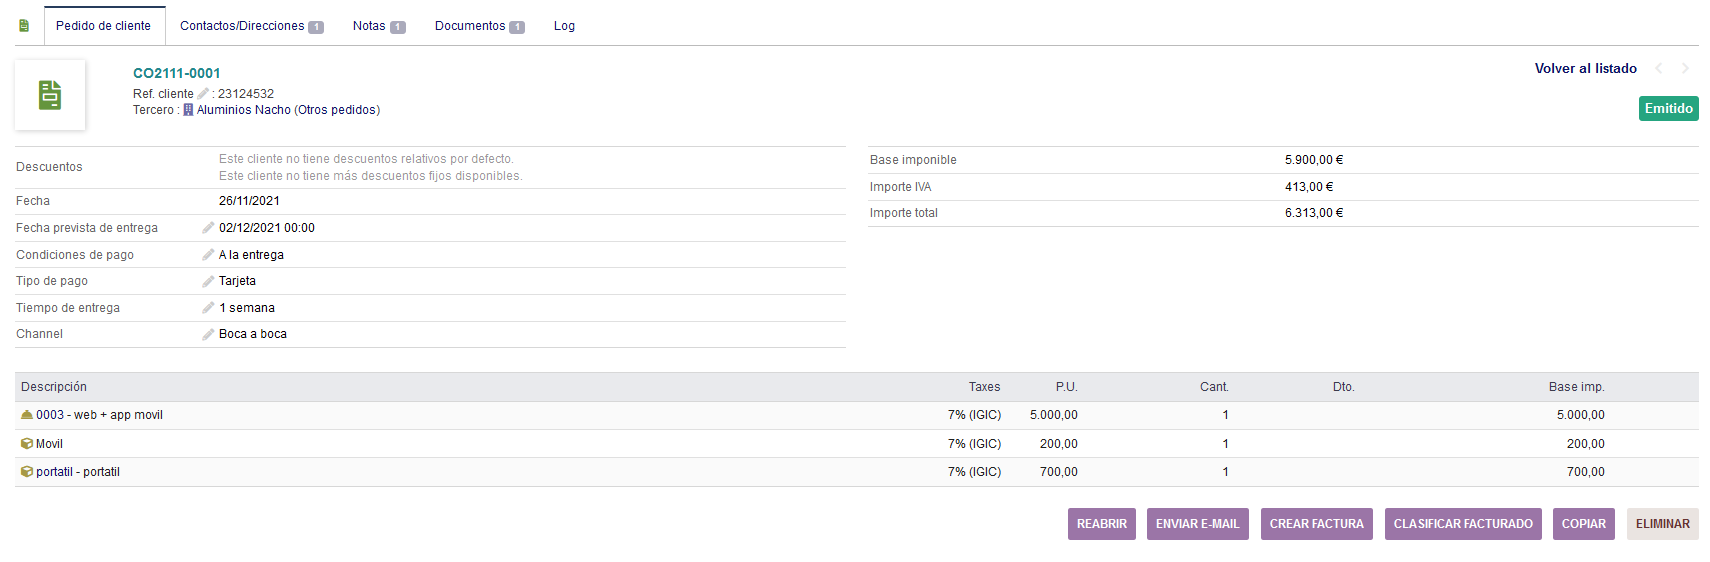 Pedido de cliente Contactos/Direcciones 1 Notas 1 Documentos 1 Log
CO2111-0001
Ref. cliente : 23124532
Tercero : Aluminios Nacho (Otros pedidos)
Volver al listado
Emitido
Descuentos Este cliente no tiene descuentos relativos por defecto.
Este cliente no tiene más descuentos fijos disponibles.
Fecha 26/11/2021
Fecha prevista de entrega 02/12/2021 00:00
Condiciones de pago A la entrega
Tipo de pago Tarjeta
Tiempo de entrega 1 semana
Channel Boca a boca
Base imponible 5.900,00 €
Importe IVA 413,00 €
Importe total 6.313,00 €
Descripción Taxes P.U. Cant. Dto. Base imp.
0003 - web + app movil 7% (IGIC) 5.000,00 1 5.000,00
Movil 7% (IGIC) 200,00 1 200,00
portatil - portatil 7% (IGIC) 700,00 1 700,00
REABRIR ENVIAR E-MAIL CREAR FACTURA CLASIFICAR FACTURADO COPIAR ELIMINAR